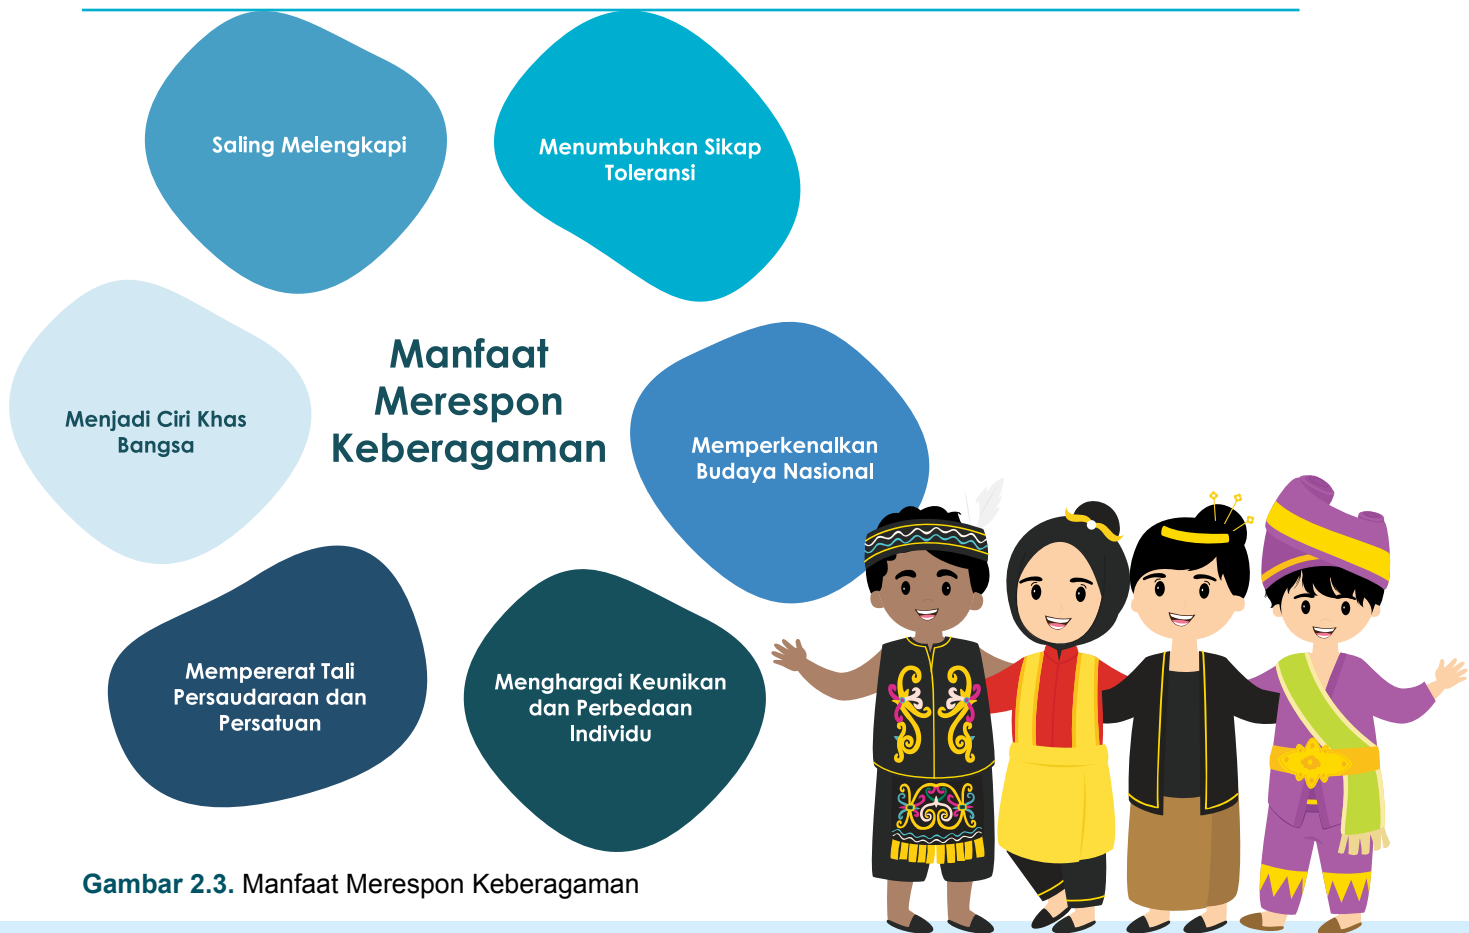 Saling Melengkapi
Menumbuhkan Sikap
Toleransi
Menjadi Ciri Khas
Bangsa
Manfaat
Merespon
Keberagaman
Memperkenalkan
Budaya Nasional
Mempererat Tali
Persaudaraan dan
Persatuan
Menghargai Keunikan
dan Perbedaan
Individu
Gambar 2.3. Manfaat Merespon Keberagaman